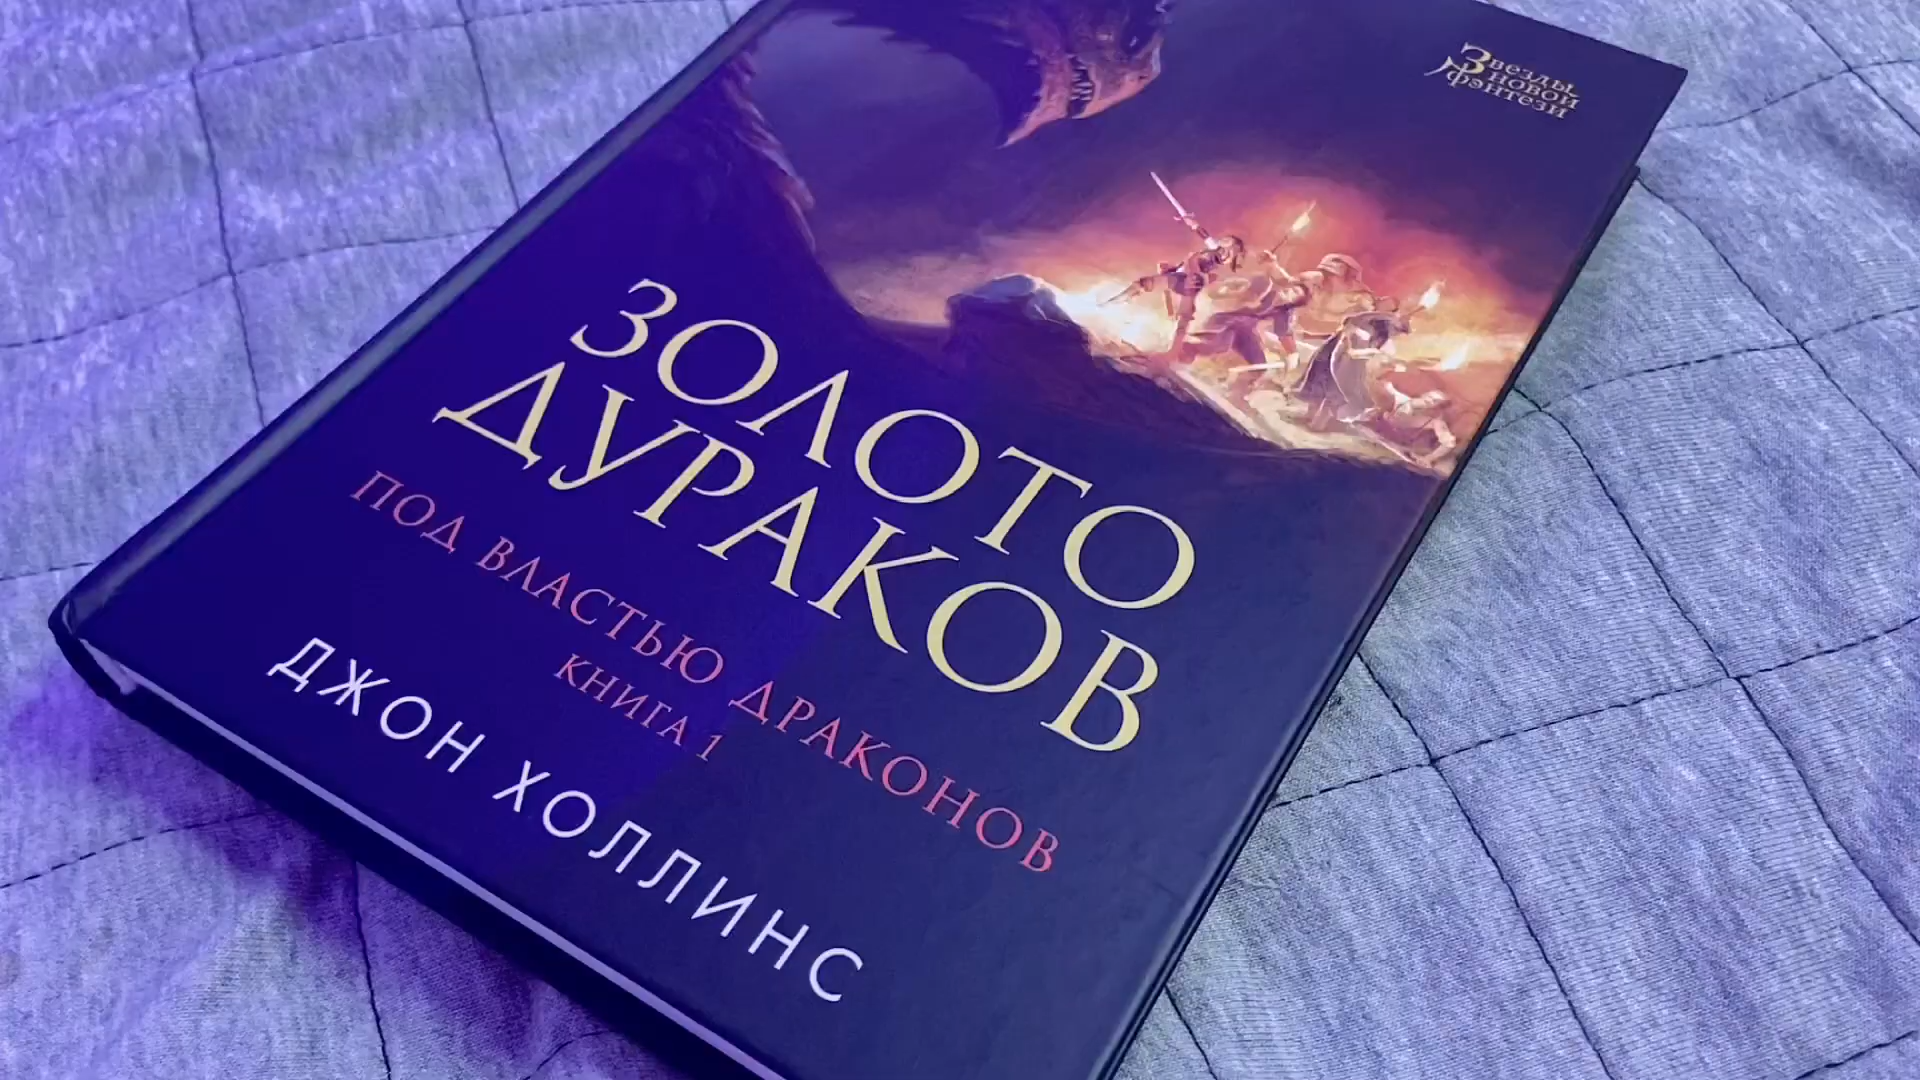 Звезды
новой
фэнтези
ЗОЛОТО
ДУРАКОВ
ПОД ВЛАСТЬЮ ДРАКОНОВ
КНИГА 1
ДЖОН ХОЛЛИНС